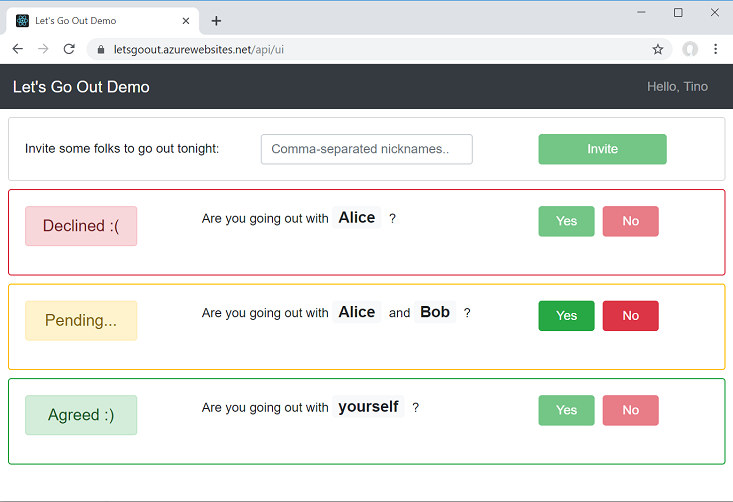 Let's Go Out Demo
letsgoout.azurewebsites.net/api/ui
Let's Go Out Demo Hello, Tino
Invite some folks to go out tonight: Comma-separated nicknames.. Invite
Declined :( Are you going out with Alice ? Yes No
Pending... Are you going out with Alice and Bob ? Yes No
Agreed :) Are you going out with yourself ? Yes No